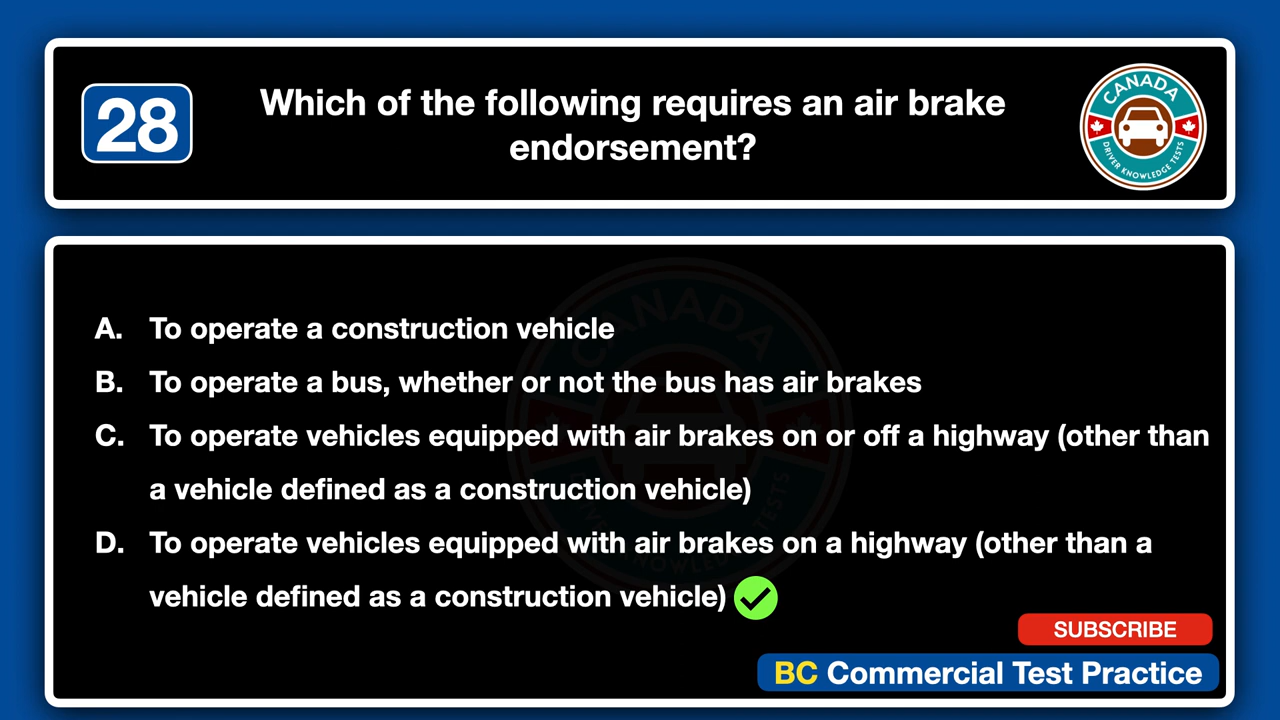 28
Which of the following requires an air brake
endorsement?
CANADA
DRIVER KNOWLEDGE TESTS
A. To operate a construction vehicle
B. To operate a bus, whether or not the bus has air brakes
C. To operate vehicles equipped with air brakes on or off a highway (other than
a vehicle defined as a construction vehicle)
D. To operate vehicles equipped with air brakes on a highway (other than a
vehicle defined as a construction vehicle)
SUBSCRIBE
BC Commercial Test Practice